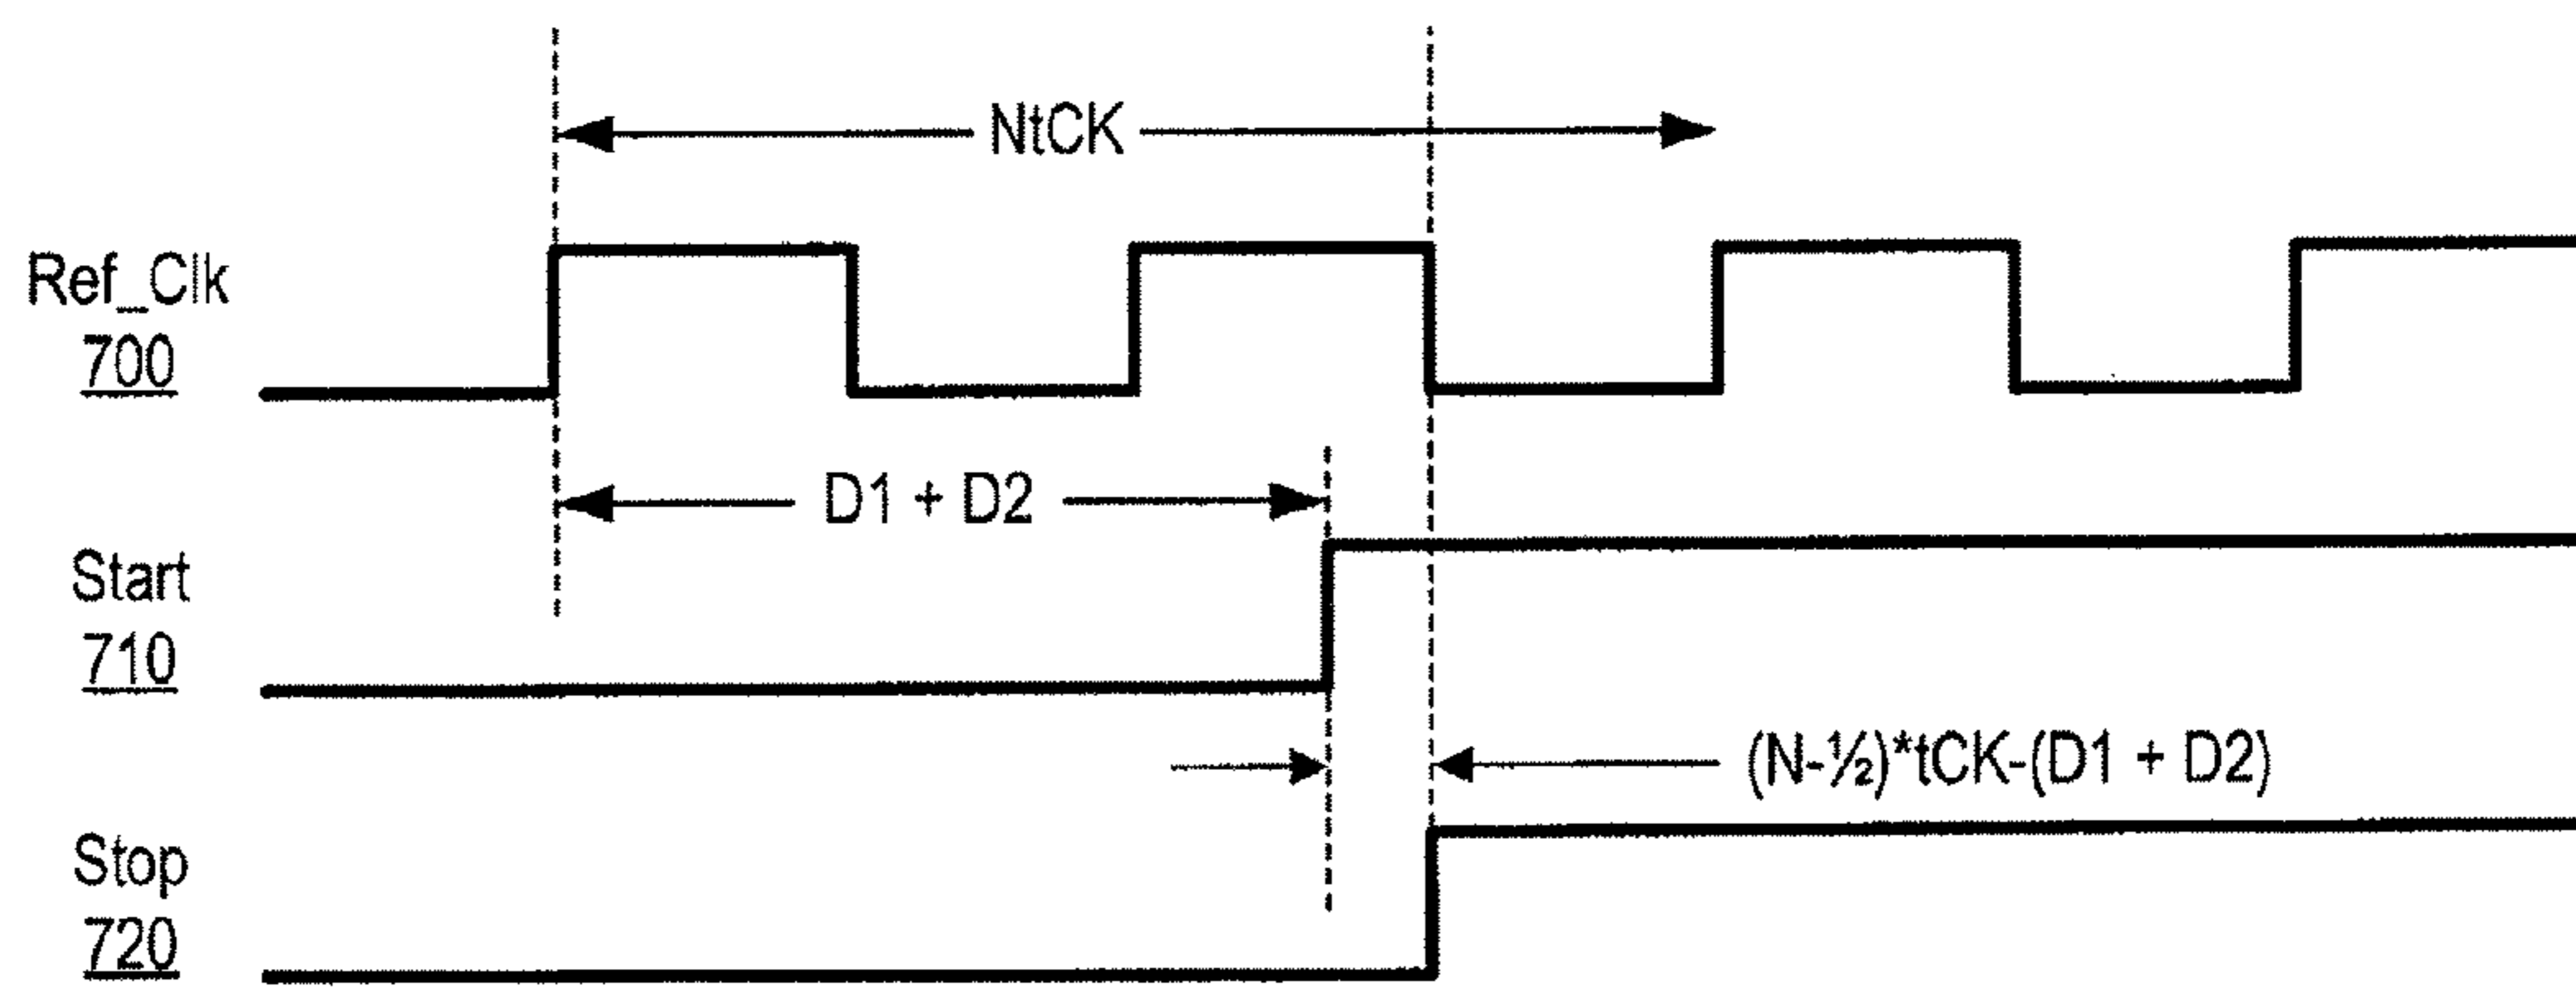 NtCK
Ref_Clk
700
D1 + D2
Start
710
(N-½)*tCK-(D1 + D2)
Stop
720